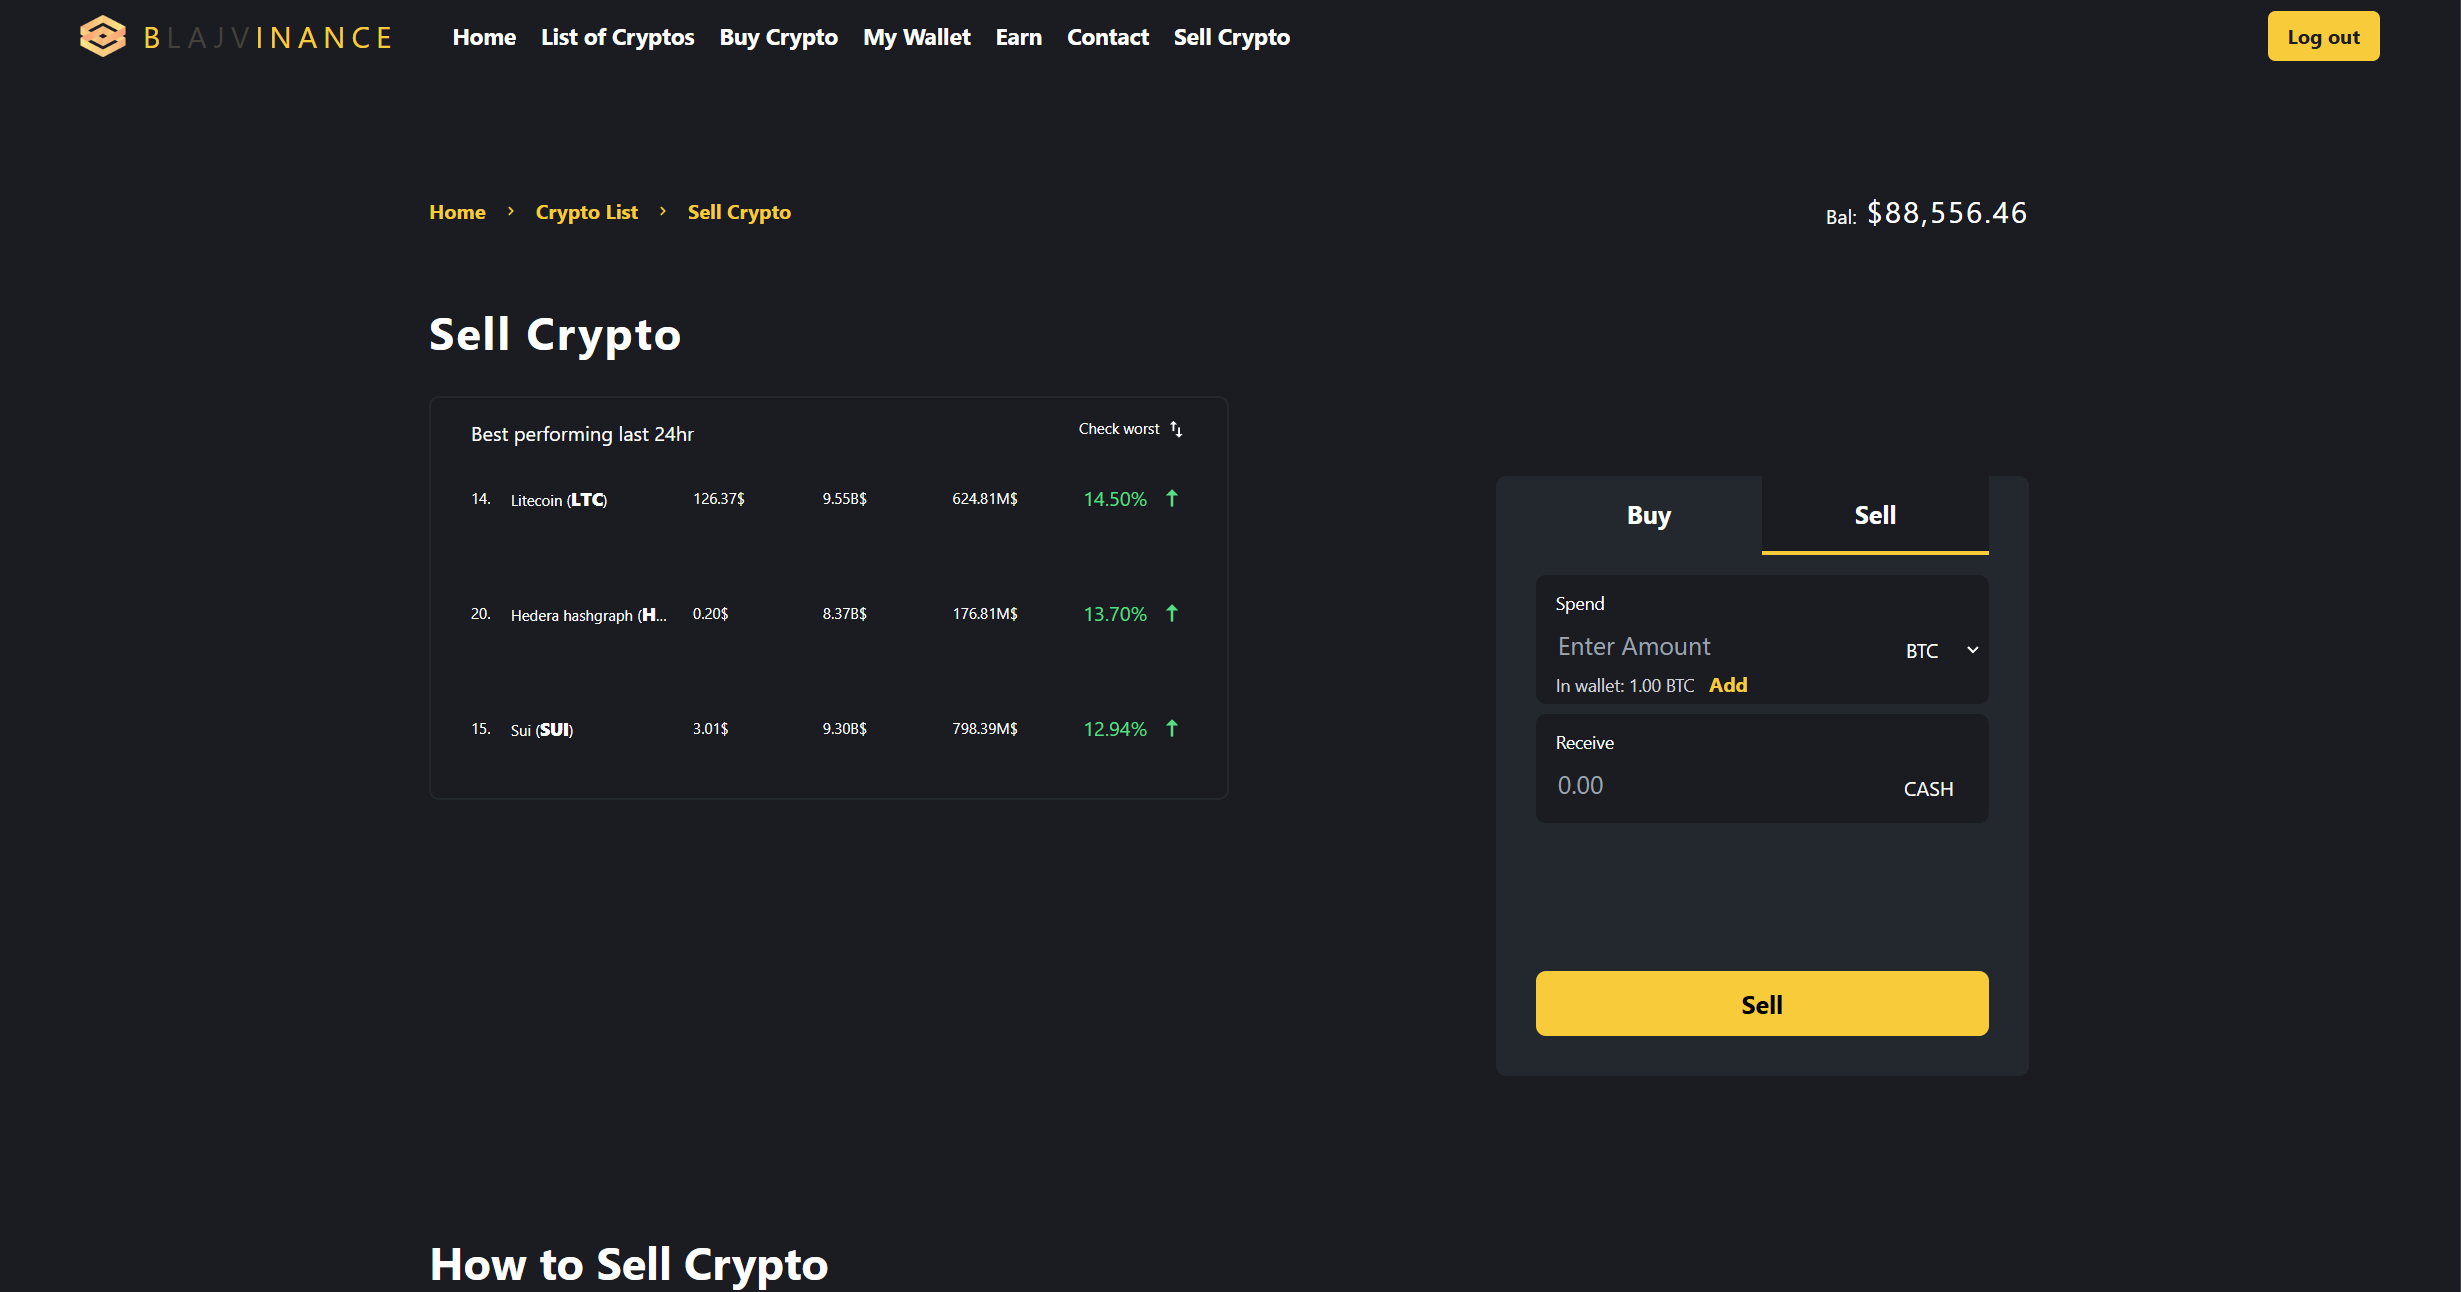 BLAJVINANCE Home List of Cryptos Buy Crypto My Wallet Earn Contact Sell Crypto Log out
Home > Crypto List > Sell Crypto Bal: $88,556.46
Sell Crypto
Best performing last 24hr Check worst
14. Litecoin (LTC) 126.37$ 9.55B$ 624.81M$ 14.50%
20. Hedera hashgraph (H... 0.20$ 8.37B$ 176.81M$ 13.70%
15. Sui (SUI) 3.01$ 9.30B$ 798.39M$ 12.94%
Buy Sell
Spend
Enter Amount BTC
In wallet: 1.00 BTC Add
Receive
0.00 CASH
Sell
How to Sell Crypto